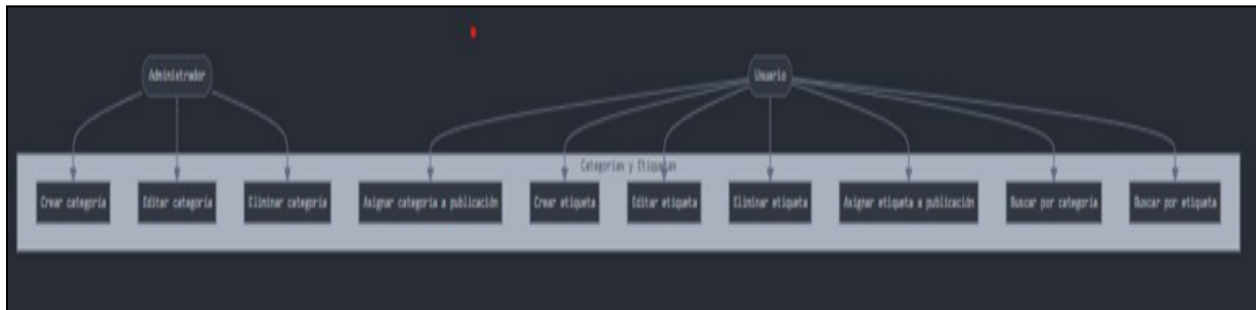 Administrador
Usuario
Categorías y Etiquetas
Crear categoría
Editar categoría
Eliminar categoría
Asignar categoría a publicación
Crear etiqueta
Editar etiqueta
Eliminar etiqueta
Asignar etiqueta a publicación
Buscar por categoría
Buscar por etiqueta